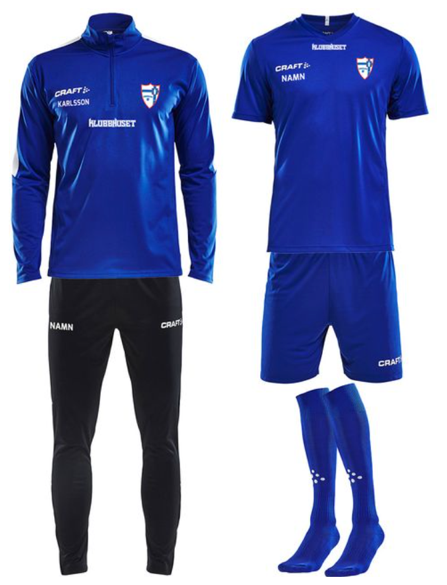 CRAFT
KARLSSON
KLUBBHUSET
KLUBBHUSET
CRAFT
NAMN
NAMN
CRAFT
CRAFT